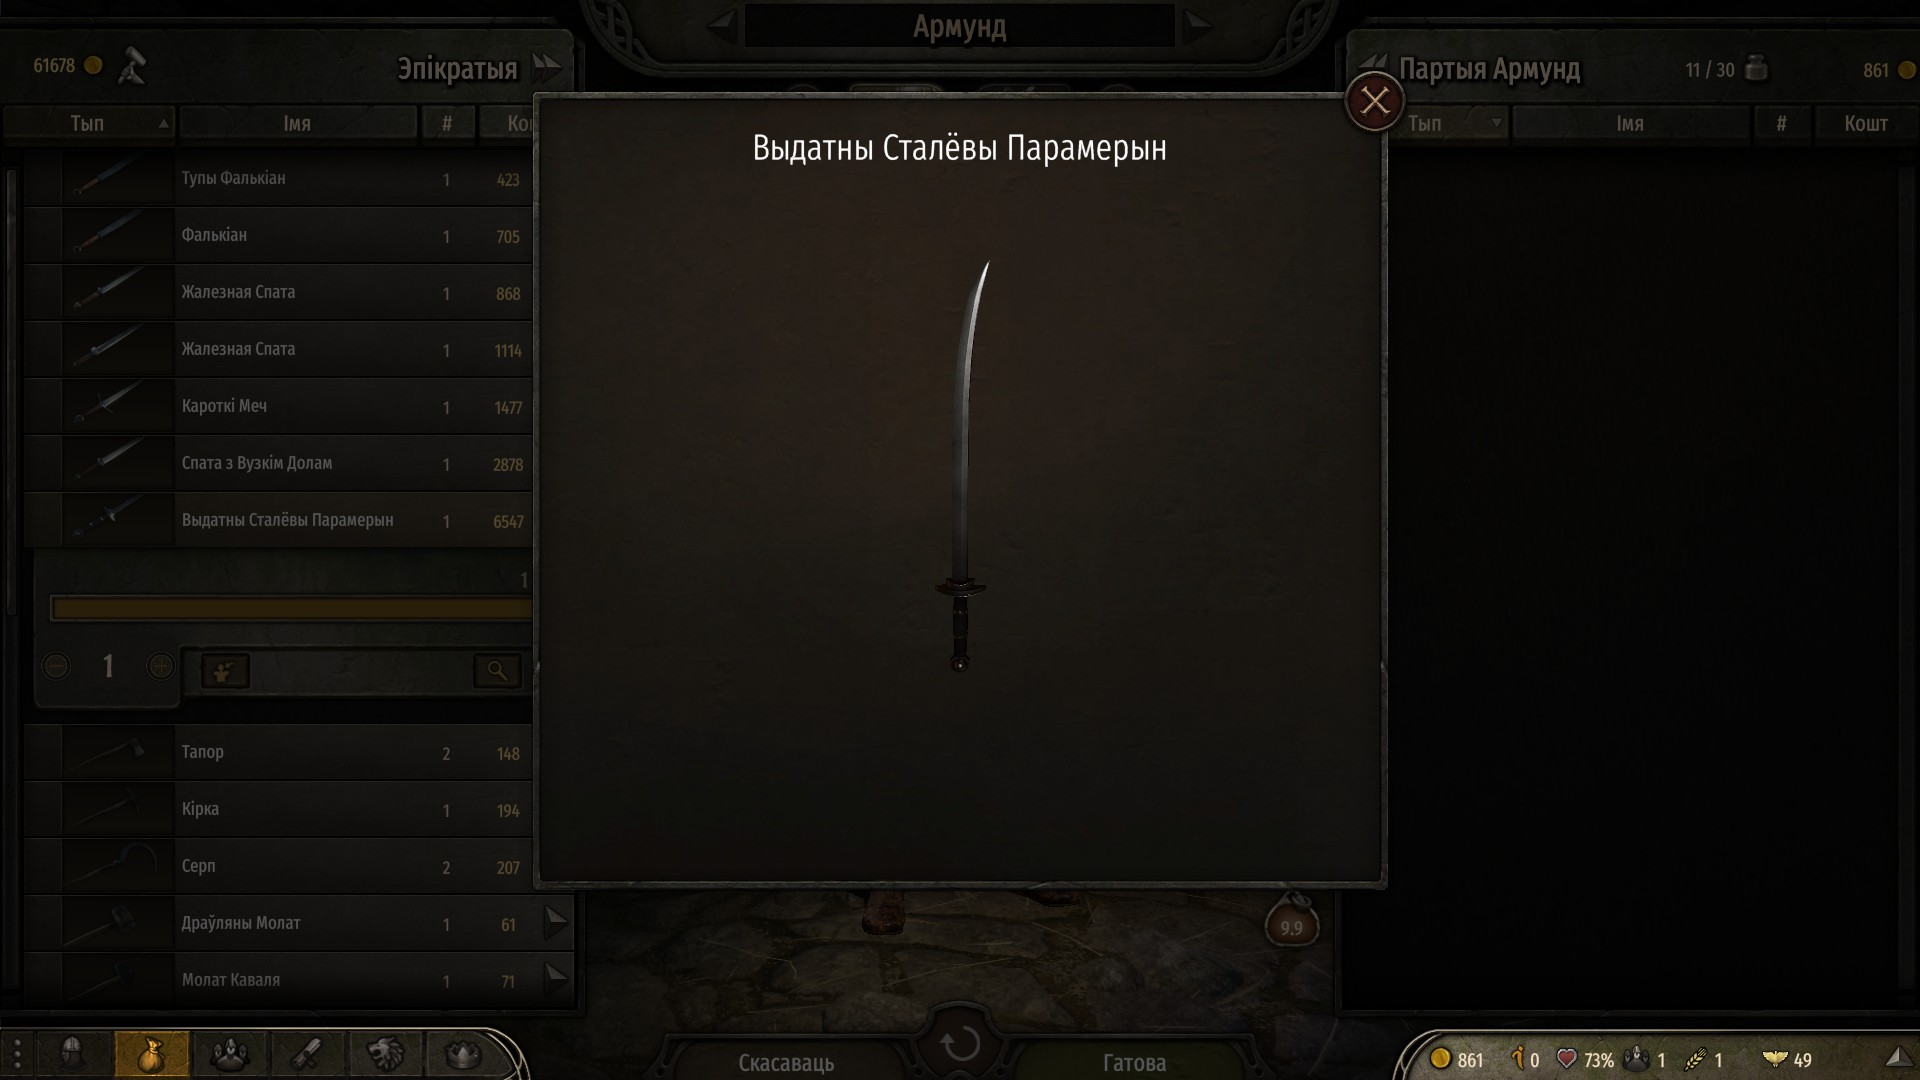 Армунд
61678
Эпікратыя
Партыя Армунд
11 / 30
861
Тып
Імя
#
Тып
Імя
#
Кошт
Выдатны Сталёвы Парамерын
Тупы Фалькіан 1 423
Фалькіан 1 705
Жалезная Спата 1 868
Жалезная Спата 1 1114
Кароткі Меч 1 1477
Спата з Вузкім Долам 1 2878
Выдатны Сталёвы Парамерын 1 6547
1
1
Тапор 2 148
Кірка 1 194
Серп 2 207
Драўляны Молат 1 61
Молат Каваля 1 71
9.9
Скасаваць
Гатова
861 0 73% 1 1 49